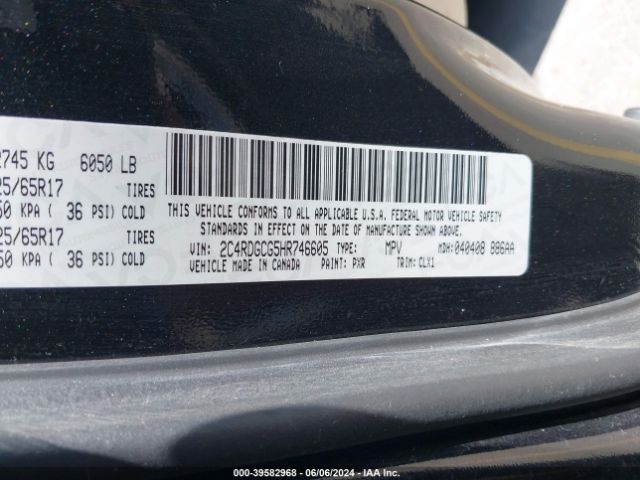 2745 KG 6050 LB
25/65R17 TIRES
50 KPA ( 36 PSI) COLD
25/65R17 TIRES
50 KPA ( 36 PSI) COLD
THIS VEHICLE CONFORMS TO ALL APPLICABLE U.S.A. FEDERAL MOTOR VEHICLE SAFETY
STANDARDS IN EFFECT ON THE DATE OF MANUFACTURE SHOWN ABOVE.
VIN: 2C4RDGCG5HR746605 TYPE: MPV MDH: 040408 886AA
VEHICLE MADE IN CANADA PAINT: PXR TRIM: CLX1
000-39582968 - 06/06/2024 - IAA Inc.